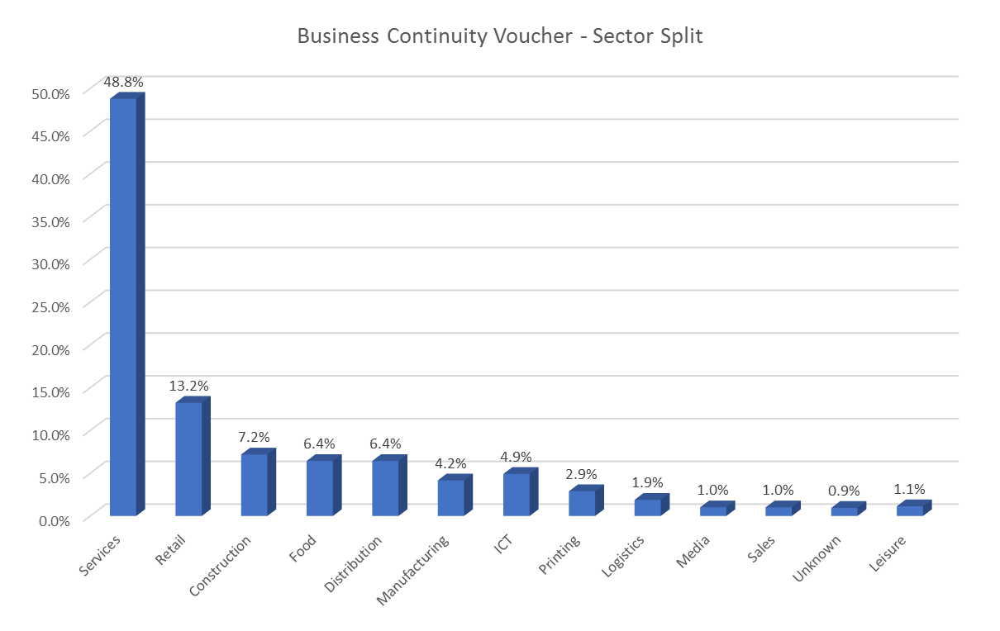 Business Continuity Voucher - Sector Split
50.0%
45.0%
40.0%
35.0%
30.0%
25.0%
20.0%
15.0%
10.0%
5.0%
0.0%
48.8%
13.2%
7.2%
6.4%
6.4%
4.2%
4.9%
2.9%
1.9%
1.0%
1.0%
0.9%
1.1%
Services
Retail
Construction
Food
Distribution
Manufacturing
ICT
Printing
Logistics
Media
Sales
Unknown
Leisure